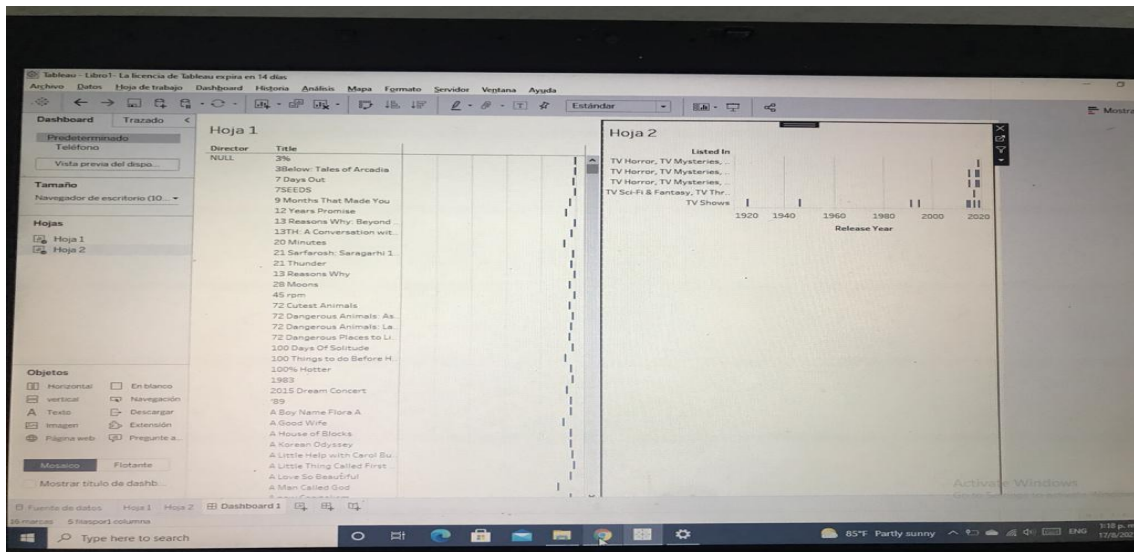 Tableau - Libro1- La licencia de Tableau expira en 14 días
Archivo Datos Hoja de trabajo Dashboard Historia Análisis Mapa Formato Servidor Ventana Ayuda
Estándar
Mostra
Dashboard Trazado <
Predeterminado
Teléfono
Vista previa del dispo...
Tamaño
Navegador de escritorio (10...
Hojas
Hoja 1
Hoja 2
Objetos
Horizontal En blanco
vertical Navegación
Texto Descargar
Imagen Extensión
Página web Pregunte a...
Mosaico Flotante
Mostrar título de dashb...
Hoja 1
Director Title
NULL 3%
3Below: Tales of Arcadia
7 Days Out
7SEEDS
9 Months That Made You
12 Years Promise
13 Reasons Why: Beyond ..
13TH: A Conversation wit..
20 Minutes
21 Sarfarosh: Saragarhi 1..
21 Thunder
13 Reasons Why
28 Moons
45 rpm
72 Cutest Animals
72 Dangerous Animals: As..
72 Dangerous Animals: La..
72 Dangerous Places to Li..
100 Days Of Solitude
100 Things to do Before H..
100% Hotter
1983
2015 Dream Concert
'89
A Boy Name Flora A
A Good Wife
A House of Blocks
A Korean Odyssey
A Little Help with Carol Bu..
A Little Thing Called First ..
A Love So Beautiful
A Man Called God
Hoja 2
Listed In
TV Horror, TV Mysteries, ..
TV Horror, TV Mysteries, ..
TV Horror, TV Mysteries, ..
TV Sci-Fi & Fantasy, TV Thr..
TV Shows
1920 1940 1960 1980 2000 2020
Release Year
Activate Windows
Fuente de datos Hoja 1 Hoja 2 Dashboard 1
marcas
Type here to search
85°F Partly sunny ENG
1:18 p. m.
17/8/202